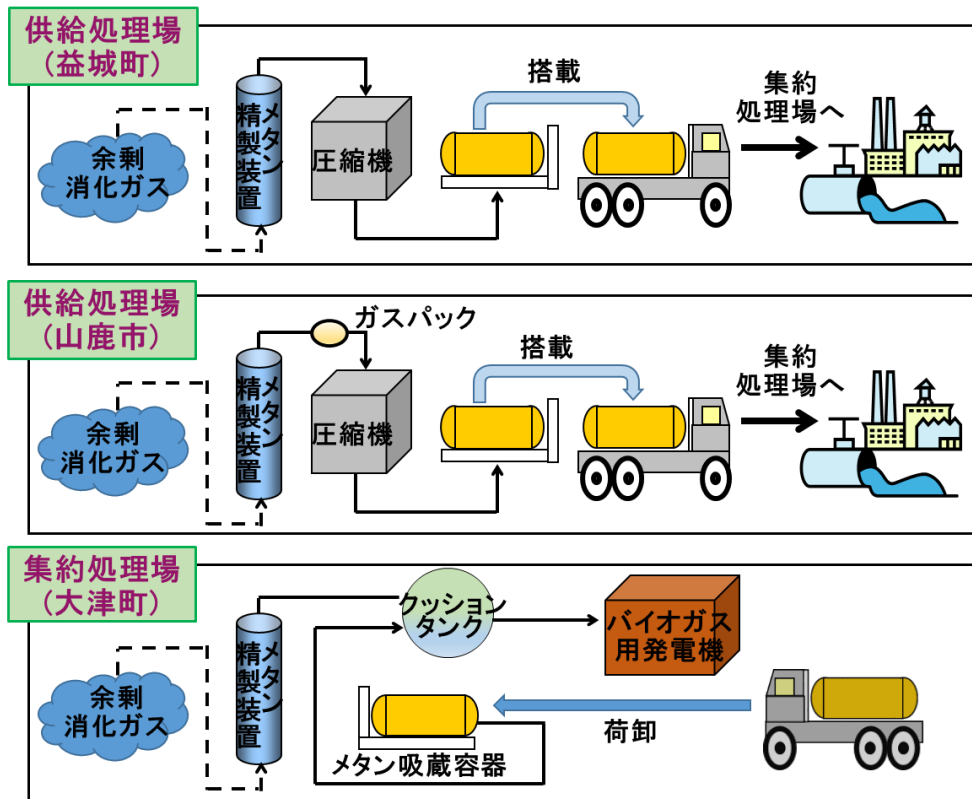 供給処理場
(益城町)
余剰
消化ガス
メタン
精製装置
圧縮機
搭載
集約
処理場へ
供給処理場
(山鹿市)
余剰
消化ガス
メタン
精製装置
ガスパック
圧縮機
搭載
集約
処理場へ
集約処理場
(大津町)
余剰
消化ガス
メタン
精製装置
クッション
タンク
バイオガス
用発電機
メタン吸蔵容器
荷卸